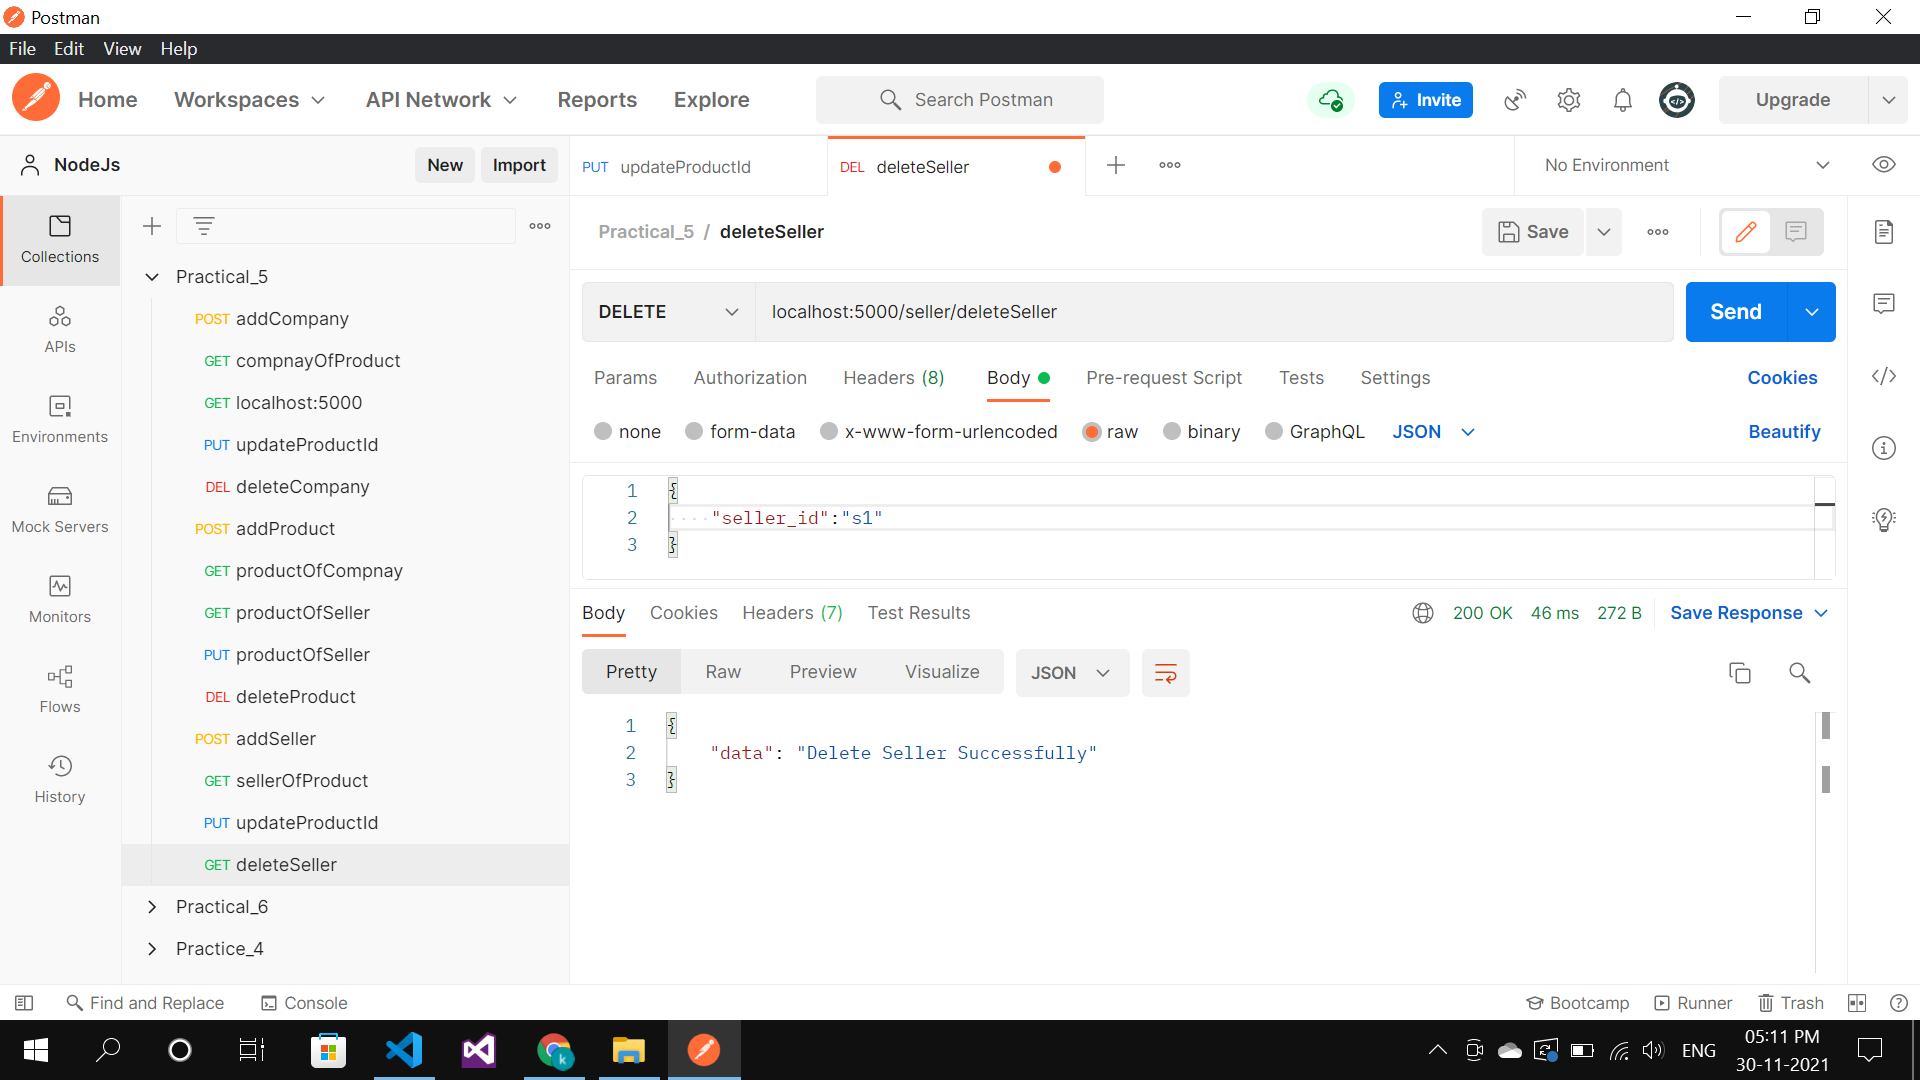 Postman
File Edit View Help
Home Workspaces API Network Reports Explore Search Postman Invite Upgrade
NodeJs New Import
PUT updateProductId DEL deleteSeller No Environment
Collections
APIs
Environments
Mock Servers
Monitors
Flows
History
Practical_5
POST addCompany
GET compnayOfProduct
GET localhost:5000
PUT updateProductId
DEL deleteCompany
POST addProduct
GET productOfCompnay
GET productOfSeller
PUT productOfSeller
DEL deleteProduct
POST addSeller
GET sellerOfProduct
PUT updateProductId
GET deleteSeller
Practical_6
Practice_4
Practical_5 / deleteSeller Save
DELETE localhost:5000/seller/deleteSeller Send
Params Authorization Headers (8) Body Pre-request Script Tests Settings Cookies
none form-data x-www-form-urlencoded raw binary GraphQL JSON Beautify
1 {
2 "seller_id":"s1"
3 }
Body Cookies Headers (7) Test Results 200 OK 46 ms 272 B Save Response
Pretty Raw Preview Visualize JSON
1 {
2 "data": "Delete Seller Successfully"
3 }
Find and Replace Console Bootcamp Runner Trash
k ENG 05:11 PM
30-11-2021